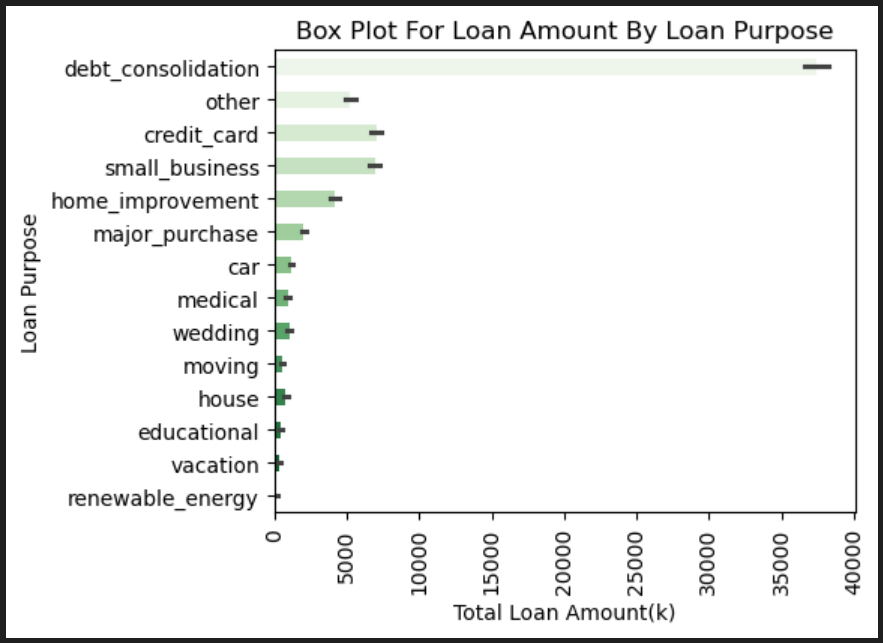 Box Plot For Loan Amount By Loan Purpose
debt_consolidation
other
credit_card
small_business
home_improvement
major_purchase
car
medical
wedding
moving
house
educational
vacation
renewable_energy
Loan Purpose
0
5000
10000
15000
20000
25000
30000
35000
40000
Total Loan Amount(k)